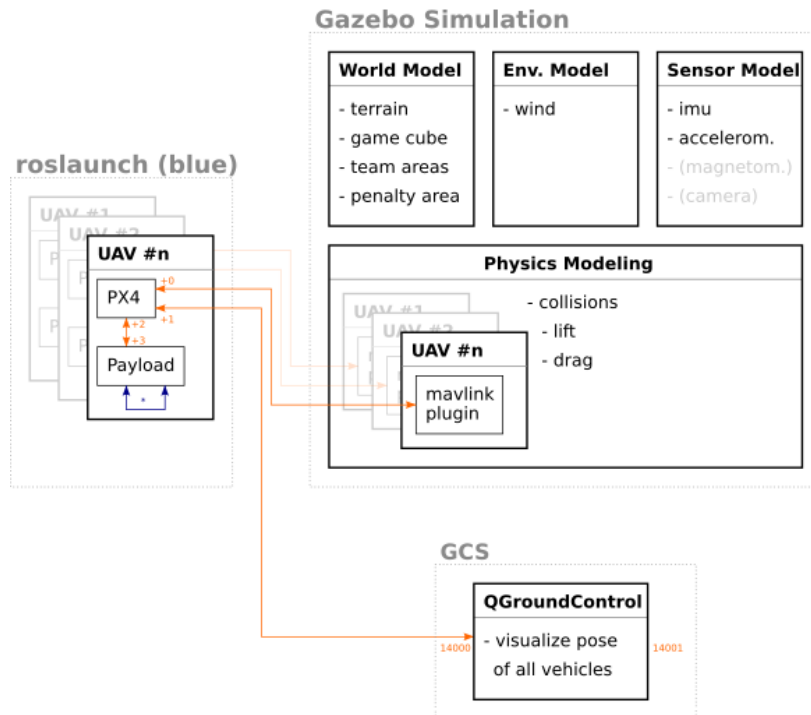 Gazebo Simulation
World Model
- terrain
- game cube
- team areas
- penalty area
Env. Model
- wind
Sensor Model
- imu
- accelerom.
- (magnetom.)
- (camera)
roslaunch (blue)
UAV #1
UAV #2
UAV #n
PX4
+0
+1
+2
+3
Payload
*
Physics Modeling
- collisions
- lift
- drag
UAV #1
UAV #2
UAV #n
mavlink
plugin
GCS
QGroundControl
- visualize pose
of all vehicles
14000
14001